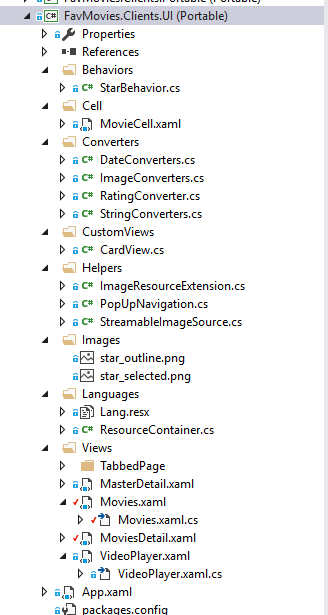 FavMovies.Clients.UI (Portable)
Properties
References
Behaviors
StarBehavior.cs
Cell
MovieCell.xaml
Converters
DateConverters.cs
ImageConverters.cs
RatingConverter.cs
StringConverters.cs
CustomViews
CardView.cs
Helpers
ImageResourceExtension.cs
PopUpNavigation.cs
StreamableImageSource.cs
Images
star_outline.png
star_selected.png
Languages
Lang.resx
ResourceContainer.cs
Views
TabbedPage
MasterDetail.xaml
Movies.xaml
Movies.xaml.cs
MoviesDetail.xaml
VideoPlayer.xaml
VideoPlayer.xaml.cs
App.xaml
packages.config